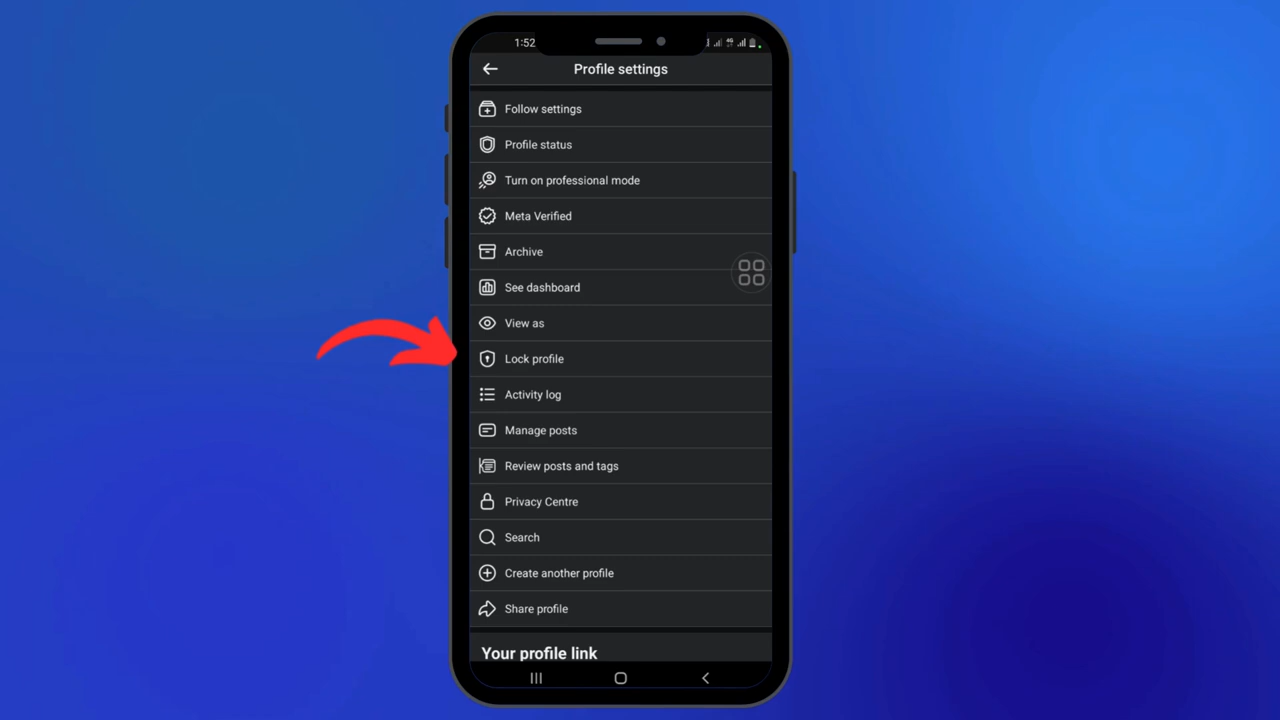 1:52
4G
Profile settings
Follow settings
Profile status
Turn on professional mode
Meta Verified
Archive
See dashboard
View as
Lock profile
Activity log
Manage posts
Review posts and tags
Privacy Centre
Search
Create another profile
Share profile
Your profile link